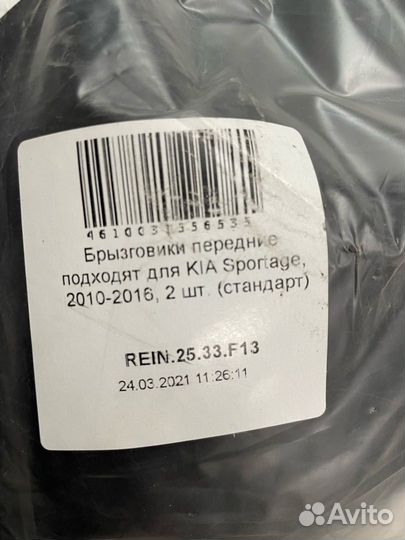 4610031356535
Брызговики передние
подходят для KIA Sportage,
2010-2016, 2 шт. (стандарт)
REIN.25.33.F13
24.03.2021 11:26:11
Avito